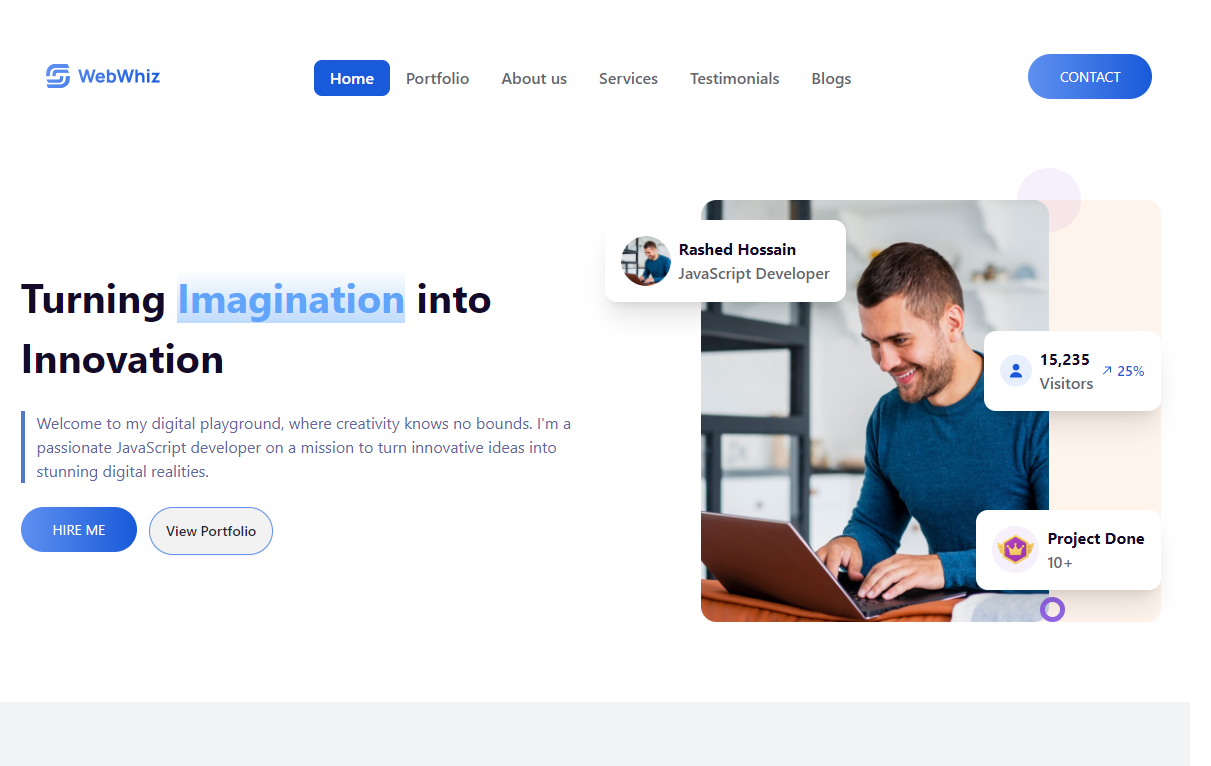 WebWhiz
Home
Portfolio
About us
Services
Testimonials
Blogs
CONTACT
Turning Imagination into
Innovation
Welcome to my digital playground, where creativity knows no bounds. I'm a
passionate JavaScript developer on a mission to turn innovative ideas into
stunning digital realities.
HIRE ME
View Portfolio
Rashed Hossain
JavaScript Developer
15,235
Visitors
↗ 25%
Project Done
10+